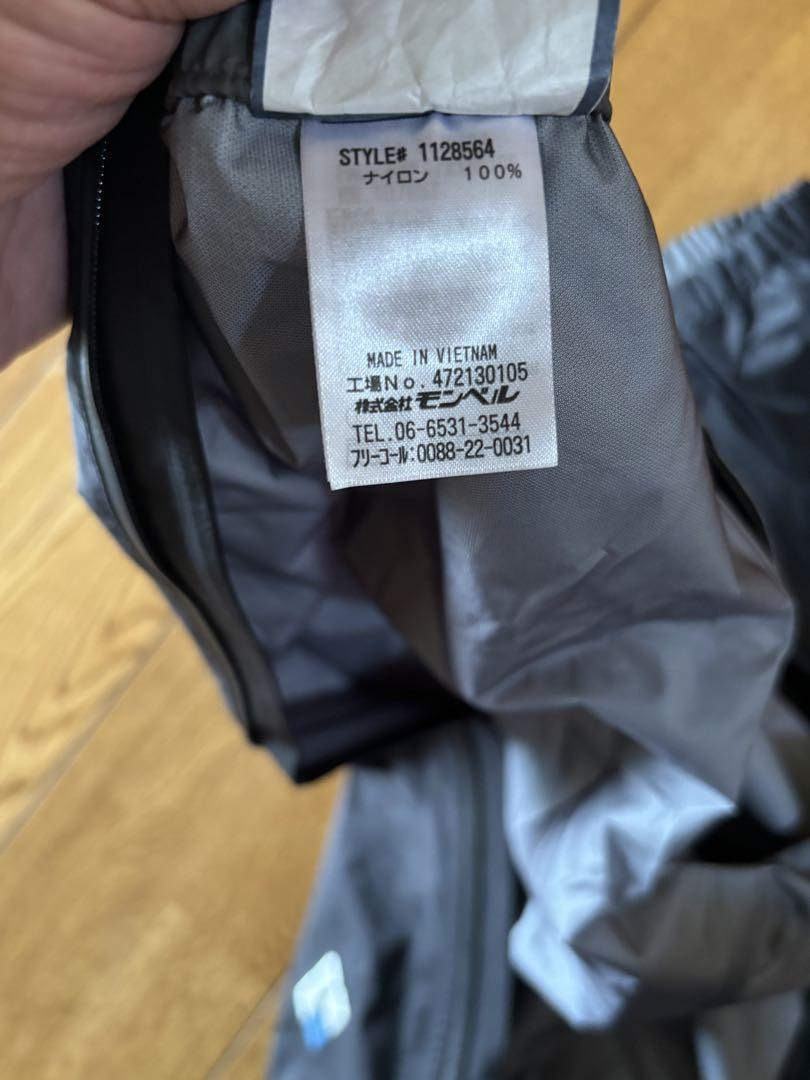 STYLE# 1128564
ナイロン 100%
MADE IN VIETNAM
工場No.472130105
株式会社 モンベル
TEL.06-6531-3544
フリーコール:0088-22-0031